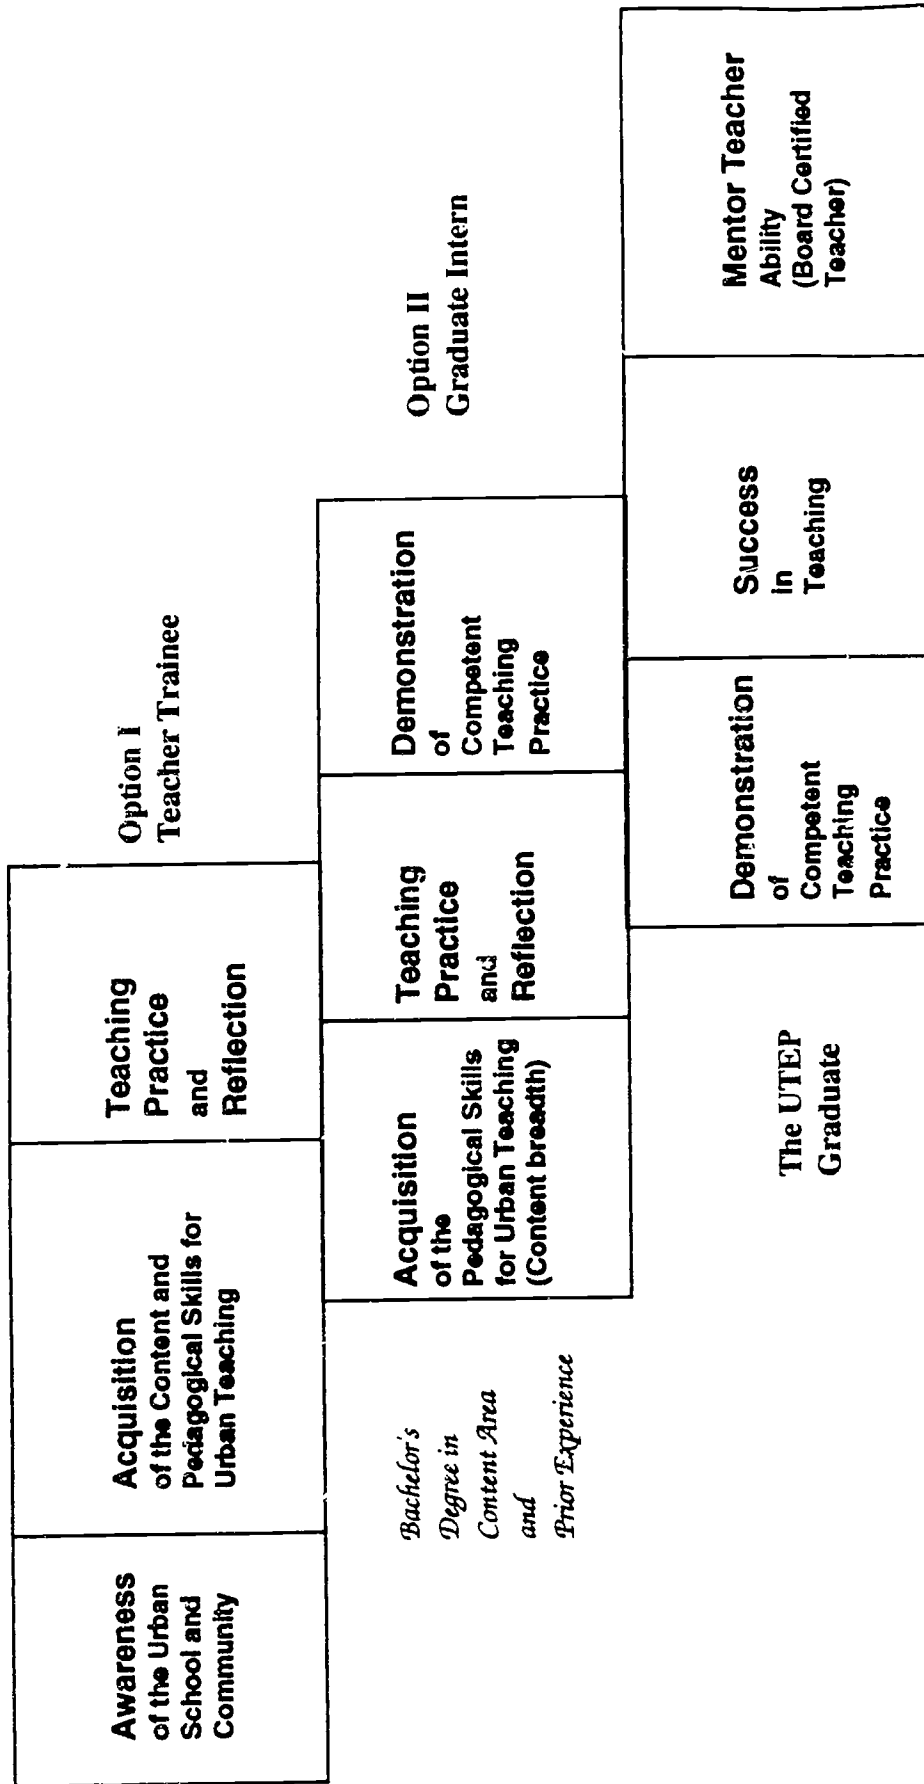 Awareness
of the Urban
School and
Community
Acquisition
of the Content and
Pedagogical Skills for
Urban Teaching
Teaching
Practice
and
Reflection
Option I
Teacher Trainee
Bachelor's
Degree in
Content Area
and
Prior Experience
Acquisition
of the
Pedagogical Skills
for Urban Teaching
(Content breadth)
Teaching
Practice
and
Reflection
Demonstration
of
Competent
Teaching
Practice
Option II
Graduate Intern
The UTEP
Graduate
Demonstration
of
Competent
Teaching
Practice
Success
in
Teaching
Mentor Teacher
Ability
(Board Certified
Teacher)